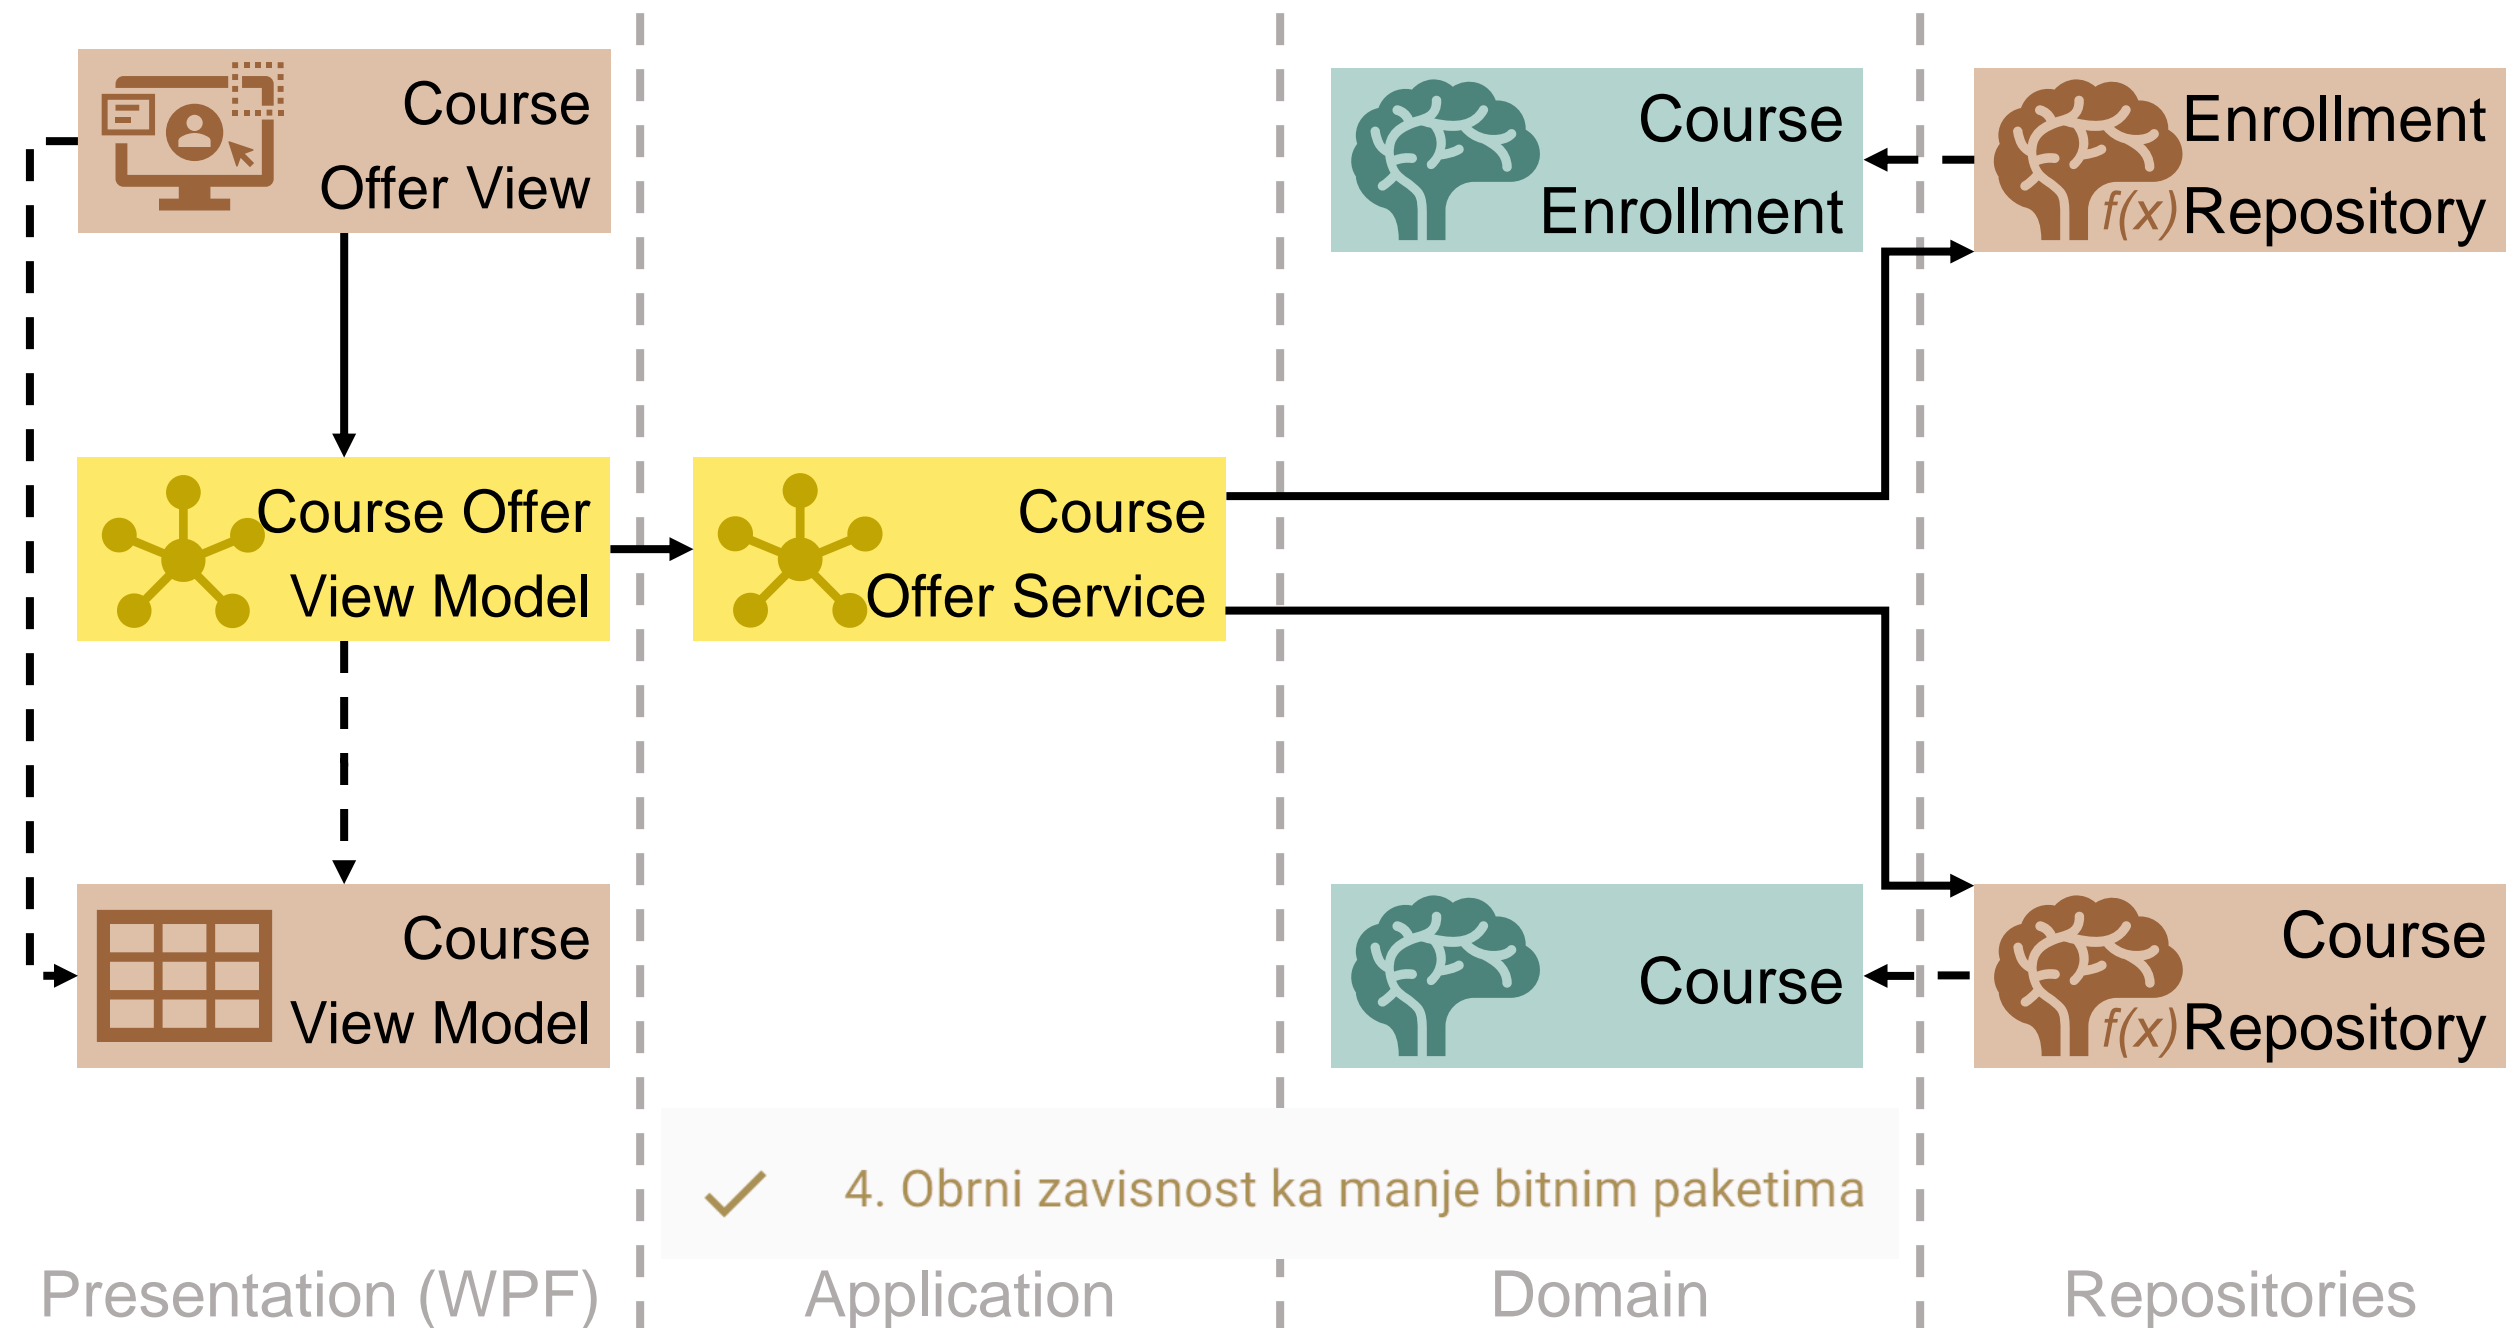 Course
Offer View
Course
Enrollment
Enrollment
f(x) Repository
Course Offer
View Model
Course
Offer Service
Course
View Model
Course
Course
f(x) Repository
4. Obrni zavisnost ka manje bitnim paketima
Presentation (WPF)
Application
Domain
Repositories